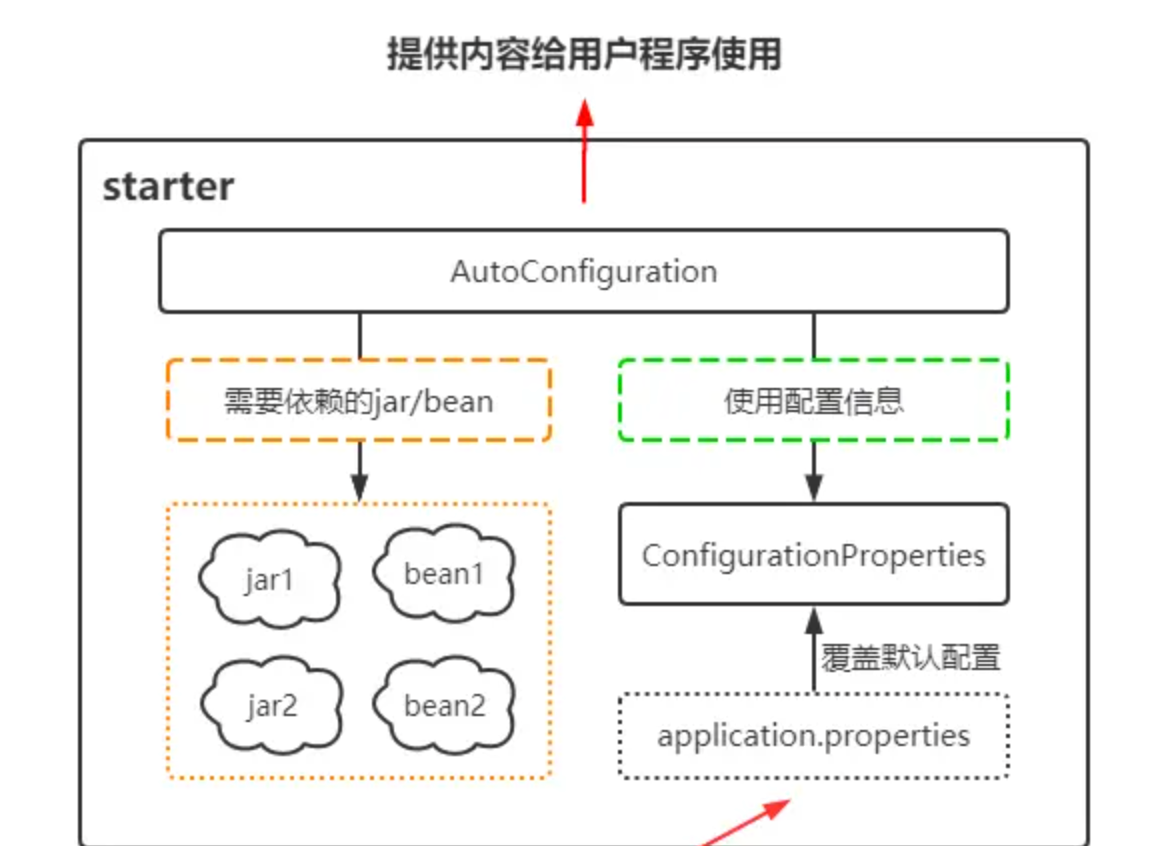 提供内容给用户程序使用
starter
AutoConfiguration
需要依赖的jar/bean
使用配置信息
jar1
bean1
ConfigurationProperties
覆盖默认配置
jar2
bean2
application.properties